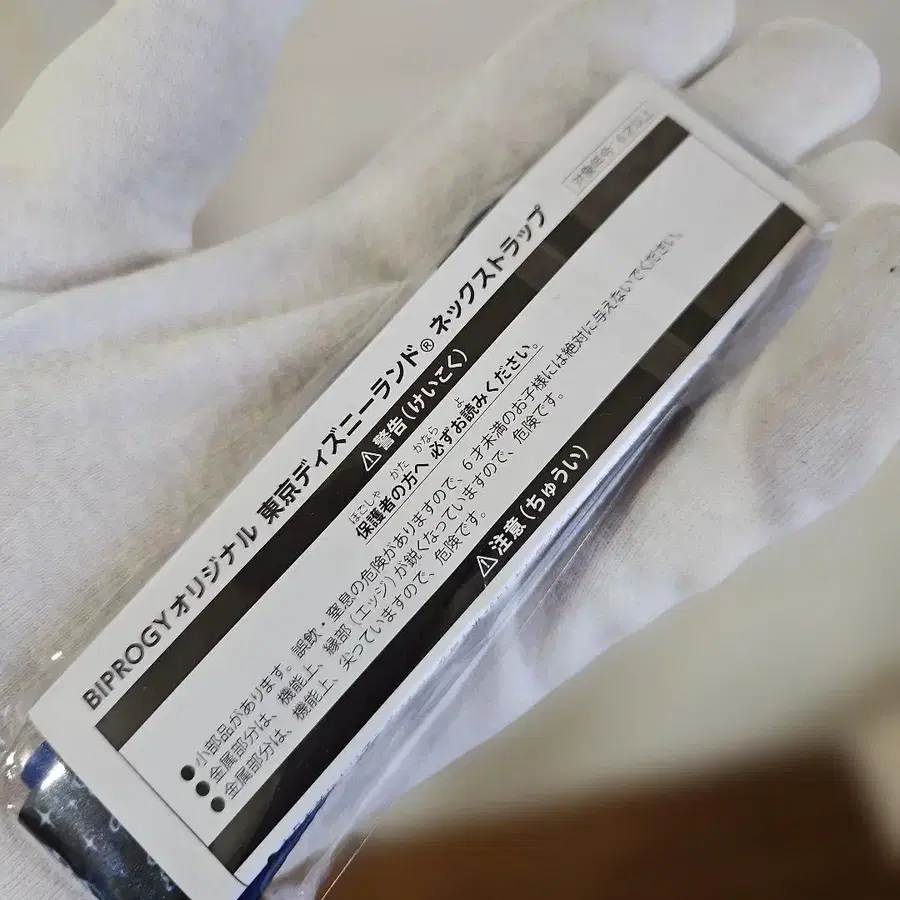 対象年令 6才以上
BIPROGYオリジナル 東京ディズニーランド® ネックストラップ
⚠警告(けいこく)
ほごしゃ かた かなら よ
保護者の方へ 必ずお読みください。
●小部品があります。誤飲・窒息の危険がありますので、6才未満のお子様には絶対に与えないでください。
●金属部分は、機能上、縁部(エッジ)が鋭くなっていますので、危険です。
●金属部分は、機能上、尖っていますので、危険です。
⚠注意(ちゅうい)